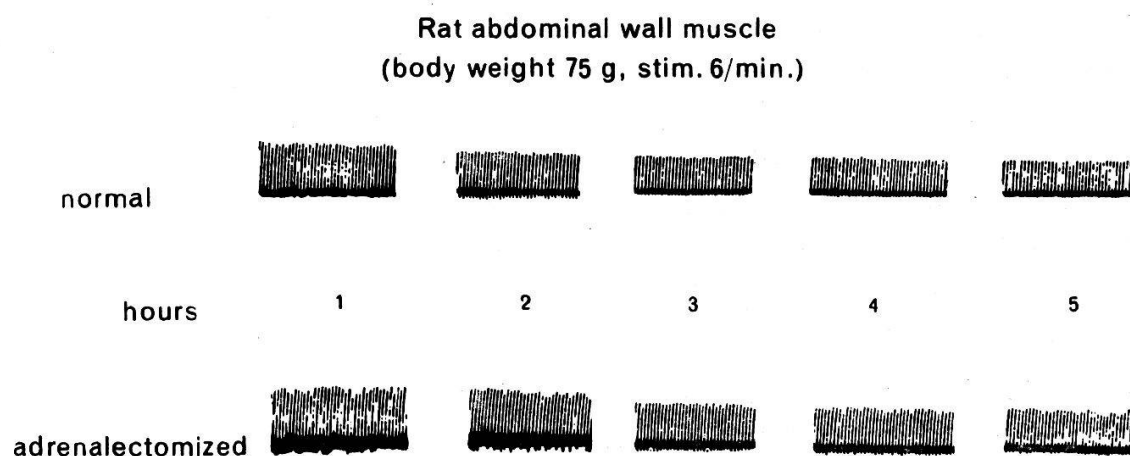 Rat abdominal wall muscle
(body weight 75 g, stim. 6/min.)
normal
hours 1 2 3 4 5
adrenalectomized